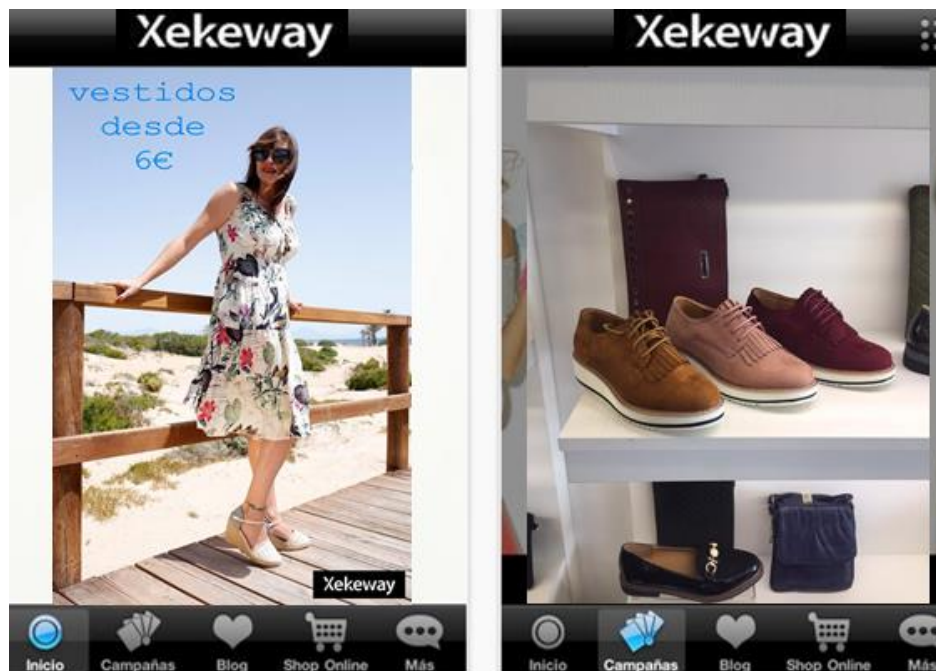 Xekeway
vestidos
desde
6€
Xekeway
Inicio
Campañas
Blog
Shop Online
Más
Xekeway
Inicio
Campañas
Blog
Shop Online
Más